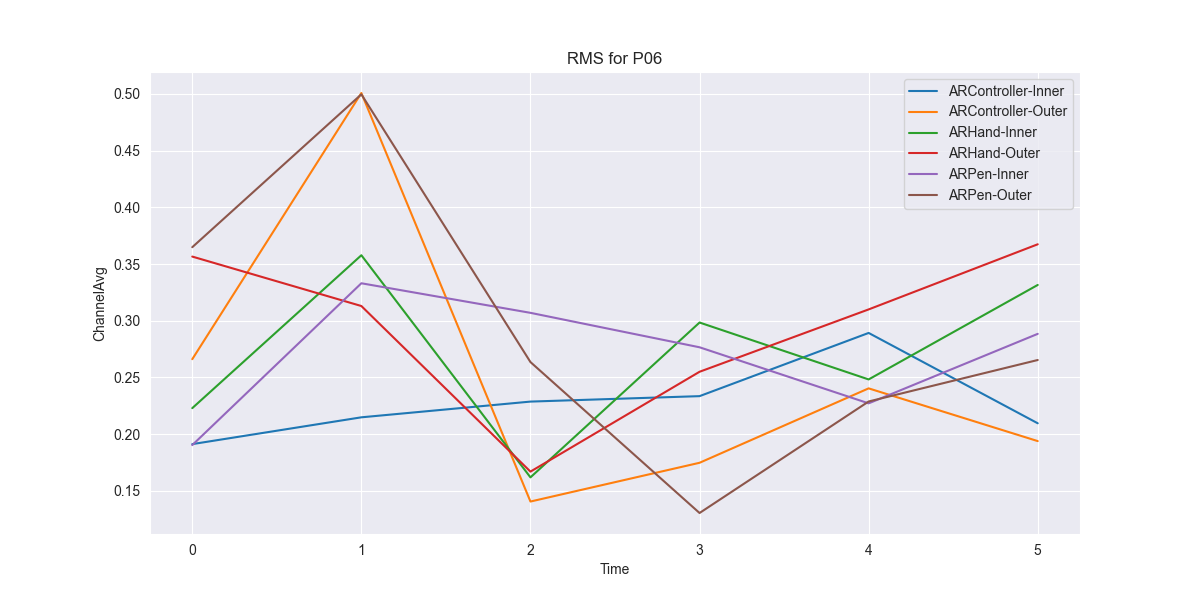 RMS for P06
0.50
0.45
0.40
0.35
0.30
0.25
0.20
0.15
ChannelAvg
ARController-Inner
ARController-Outer
ARHand-Inner
ARHand-Outer
ARPen-Inner
ARPen-Outer
0 1 2 3 4 5
Time